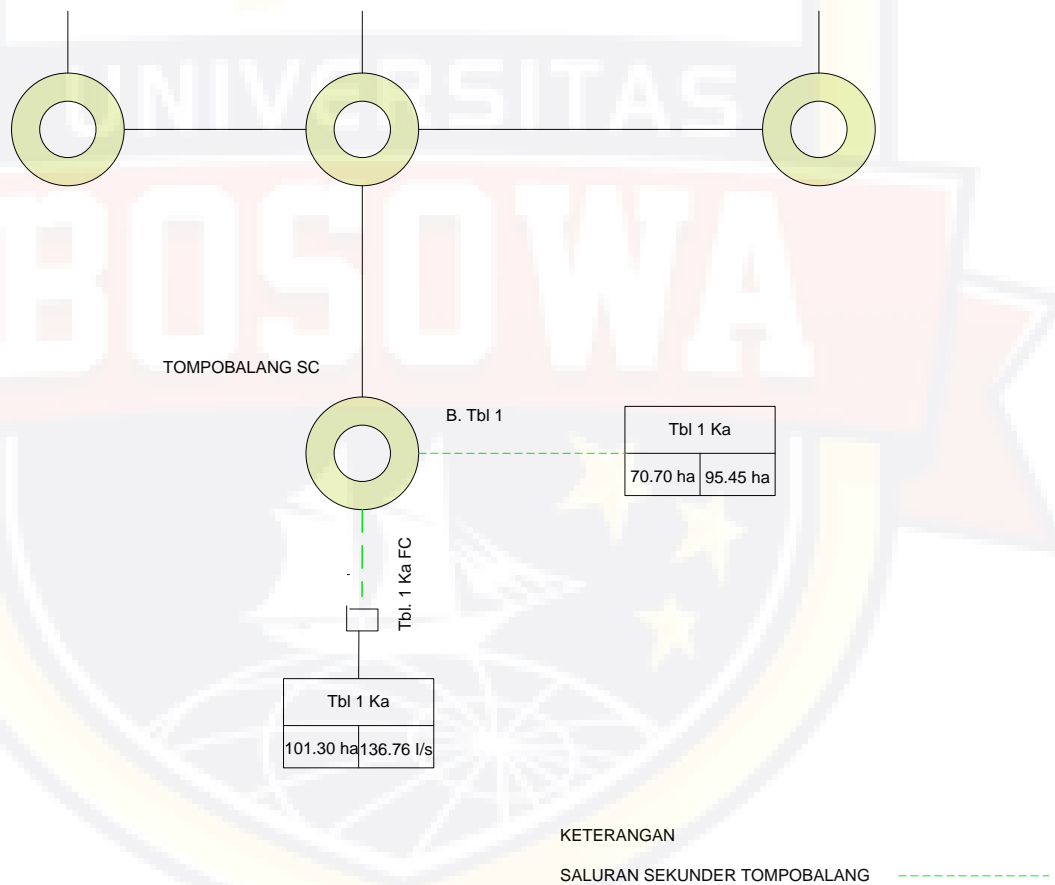 UNIVERSITAS
BOSOWA
TOMPOBALANG SC
B. Tbl 1
Tbl 1 Ka
70.70 ha 95.45 ha
Tbl. 1 Ka FC
Tbl 1 Ka
101.30 ha 136.76 l/s
KETERANGAN
SALURAN SEKUNDER TOMPOBALANG